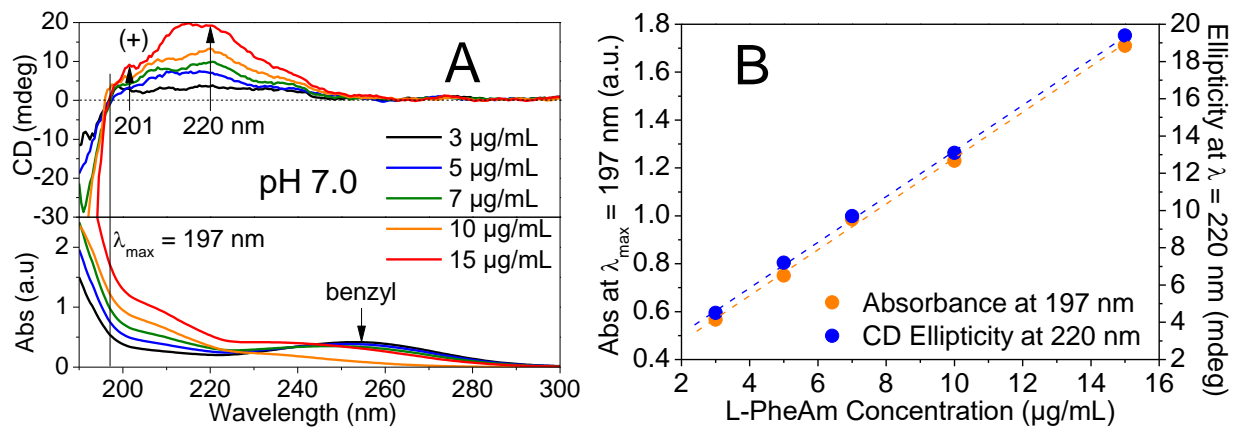 A
20
10
0
-10
-20
-30
CD (mdeg)
(+)
201
220 nm
pH 7.0
3 µg/mL
5 µg/mL
7 µg/mL
10 µg/mL
15 µg/mL
λmax = 197 nm
benzyl
2
1
0
Abs (a.u)
200 220 240 260 280 300
Wavelength (nm)
B
1.8
1.6
1.4
1.2
1.0
0.8
0.6
0.4
Abs at λmax = 197 nm (a.u.)
20
18
16
14
12
10
8
6
4
2
Ellipticity at λ = 220 nm (mdeg)
Absorbance at 197 nm
CD Ellipticity at 220 nm
2 4 6 8 10 12 14 16
L-PheAm Concentration (µg/mL)